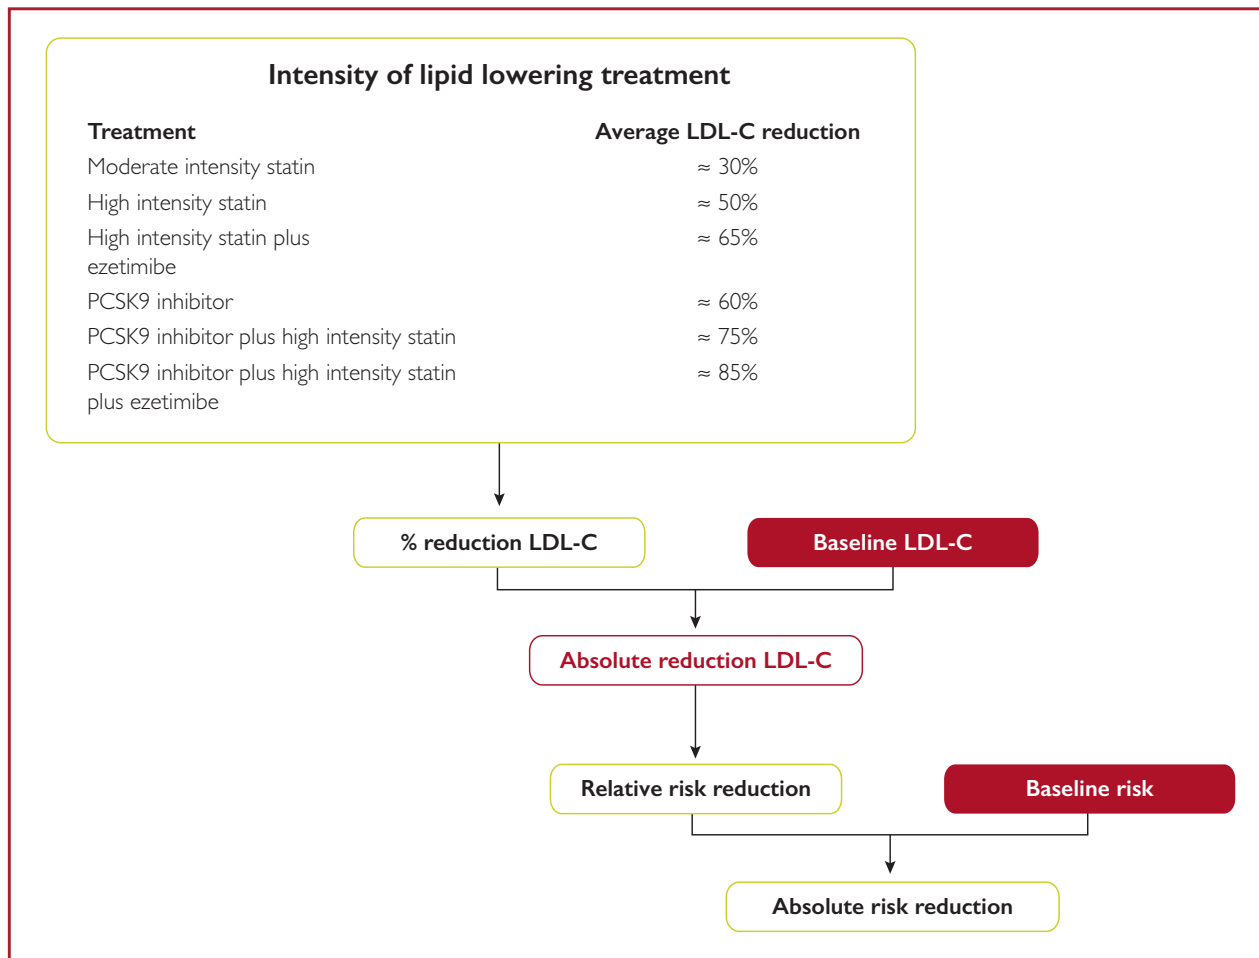 Intensity of lipid lowering treatment
Treatment Average LDL-C reduction
Moderate intensity statin ≈ 30%
High intensity statin ≈ 50%
High intensity statin plus ≈ 65%
ezetimibe
PCSK9 inhibitor ≈ 60%
PCSK9 inhibitor plus high intensity statin ≈ 75%
PCSK9 inhibitor plus high intensity statin ≈ 85%
plus ezetimibe
% reduction LDL-C Baseline LDL-C
Absolute reduction LDL-C
Relative risk reduction Baseline risk
Absolute risk reduction